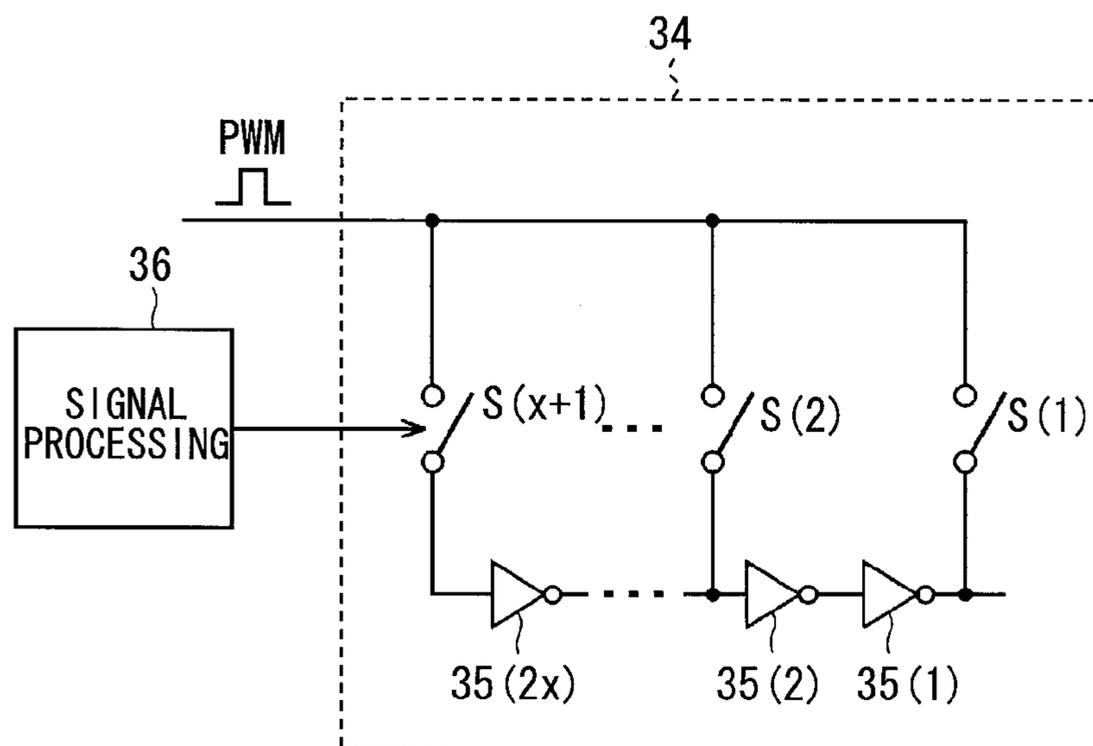 34
PWM
36
SIGNAL
PROCESSING
S(x+1)
S(2)
S(1)
35(2x)
35(2)
35(1)